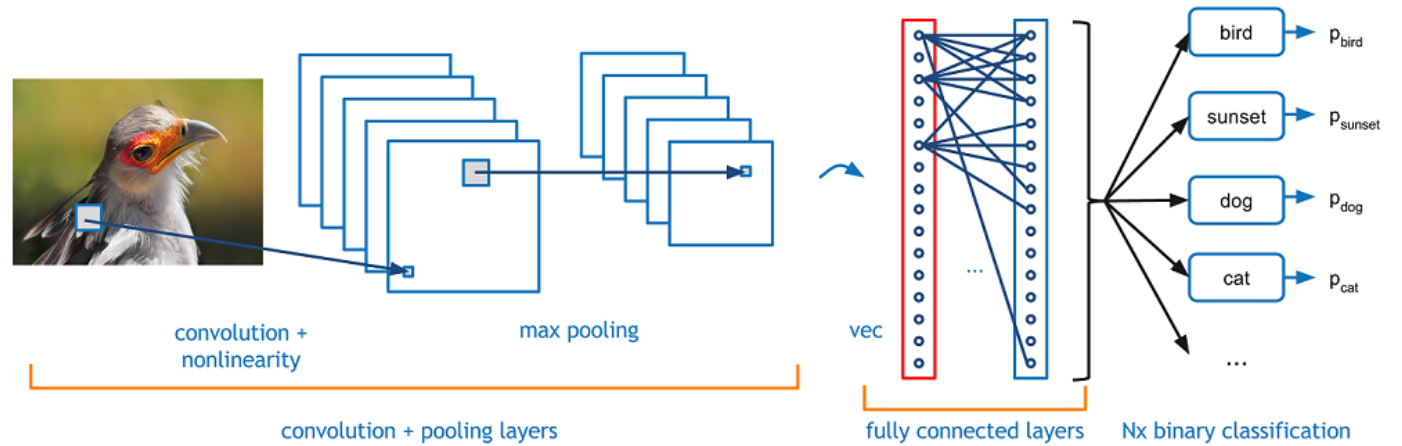 bird
p_bird
sunset
p_sunset
dog
p_dog
...
cat
p_cat
convolution +
nonlinearity
max pooling
vec
...
convolution + pooling layers
fully connected layers
Nx binary classification